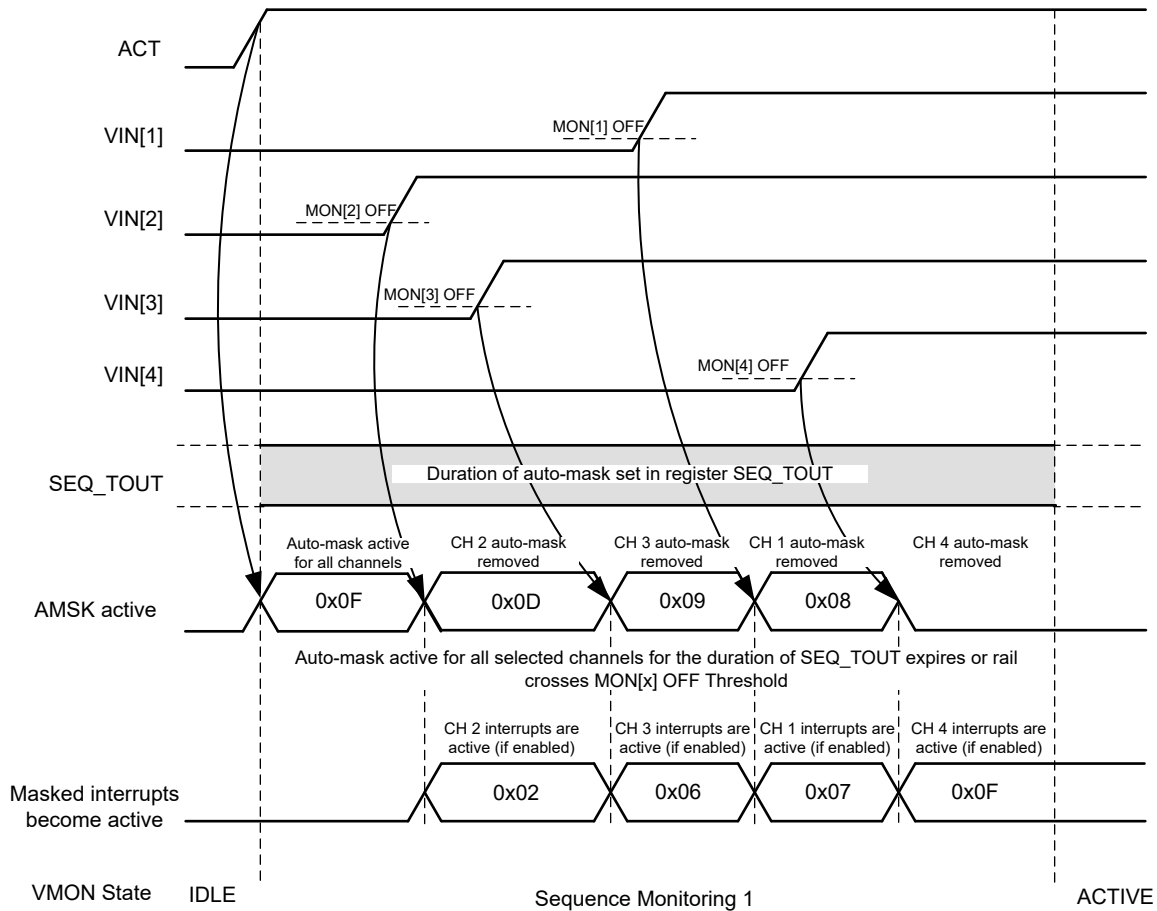 ACT
VIN[1]
MON[1] OFF
VIN[2]
MON[2] OFF
VIN[3]
MON[3] OFF
VIN[4]
MON[4] OFF
SEQ_TOUT
Duration of auto-mask set in register SEQ_TOUT
Auto-mask active
for all channels
CH 2 auto-mask
removed
CH 3 auto-mask
removed
CH 1 auto-mask
removed
CH 4 auto-mask
removed
AMSK active
0x0F
0x0D
0x09
0x08
Auto-mask active for all selected channels for the duration of SEQ_TOUT expires or rail
crosses MON[x] OFF Threshold
CH 2 interrupts are
active (if enabled)
CH 3 interrupts are
active (if enabled)
CH 1 interrupts are
active (if enabled)
CH 4 interrupts are
active (if enabled)
Masked interrupts
become active
0x02
0x06
0x07
0x0F
VMON State
IDLE
Sequence Monitoring 1
ACTIVE